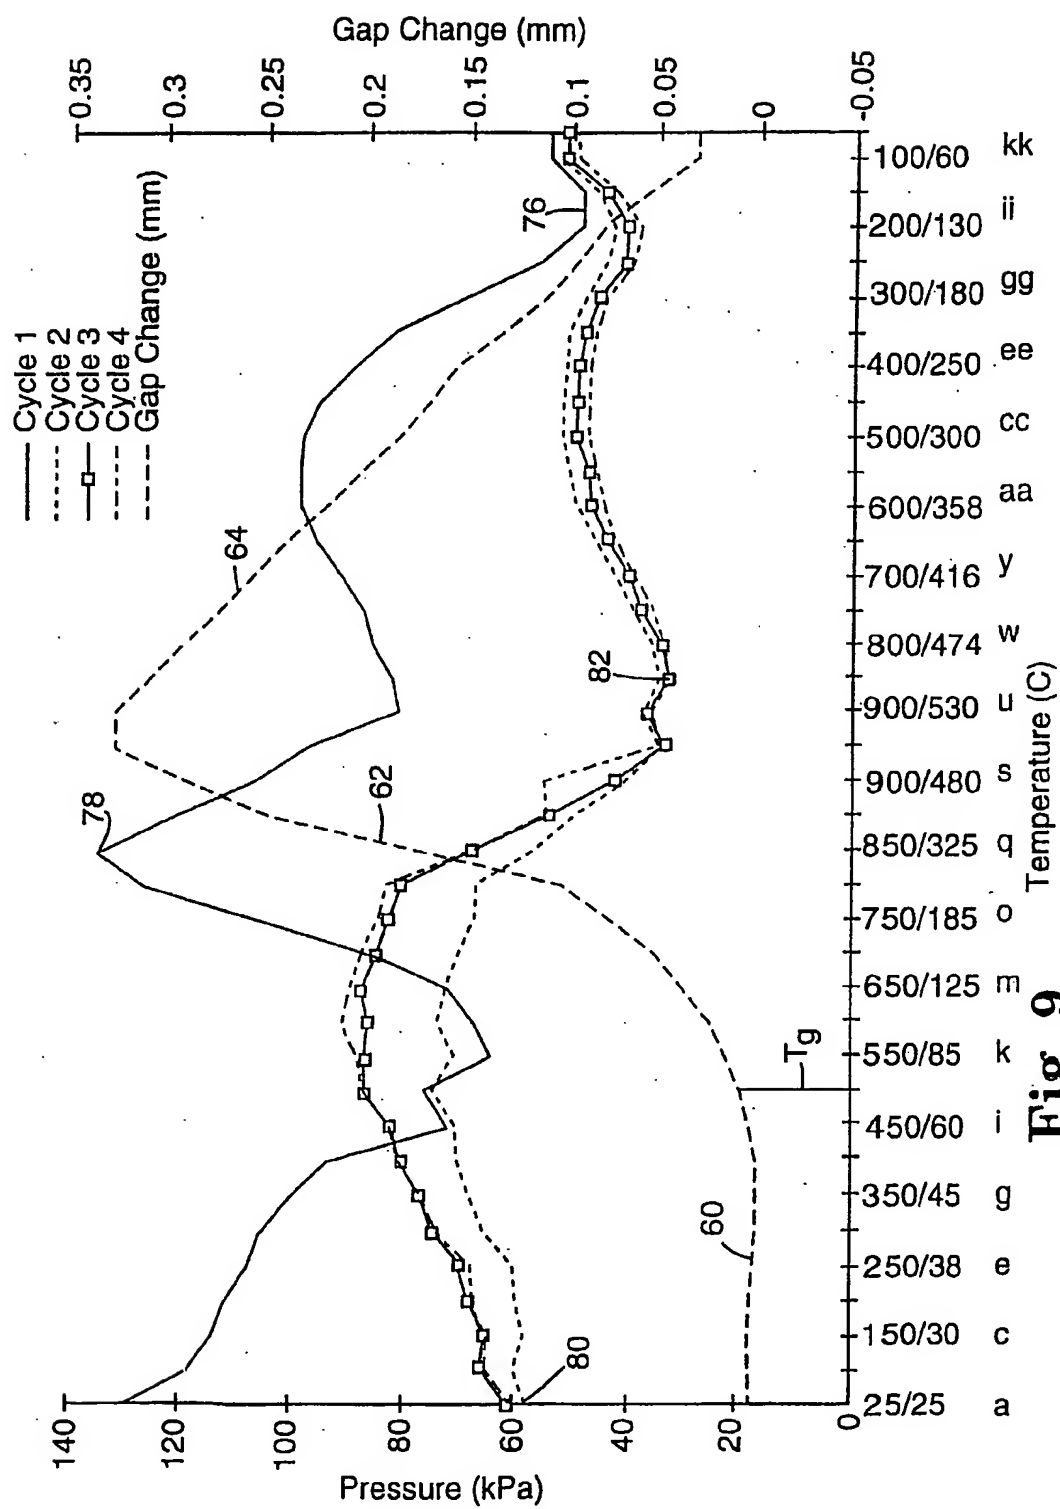 Cycle 1
Cycle 2
Cycle 3
Cycle 4
Gap Change (mm)
Pressure (kPa)
140
120
100
80
60
40
20
0
Gap Change (mm)
0.35
0.3
0.25
0.2
0.15
0.1
0.05
0
-0.05
78
62
64
76
82
80
60
Tg
25/25
150/30
250/38
350/45
450/60
550/85
650/125
750/185
850/325
900/480
900/530
800/474
700/416
600/358
500/300
400/250
300/180
200/130
100/60
a
c
e
g
i
k
m
o
q
s
u
w
y
aa
cc
ee
gg
ii
kk
Temperature (C)
Fig. 9